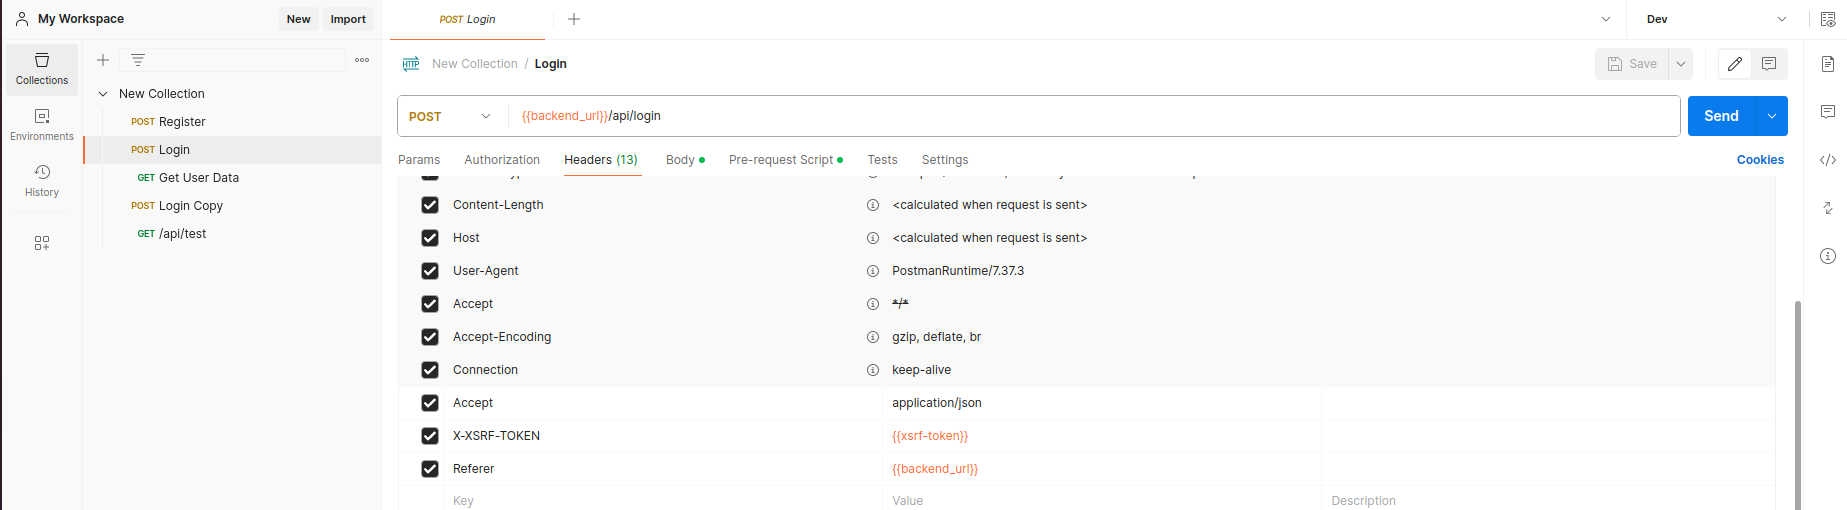 My Workspace
New
Import
POST Login
Dev
Collections
Environments
History
New Collection
POST Register
POST Login
GET Get User Data
POST Login Copy
GET /api/test
HTTP
New Collection / Login
Save
POST
{{backend_url}}/api/login
Send
Params
Authorization
Headers (13)
Body
Pre-request Script
Tests
Settings
Cookies
Content-Length
<calculated when request is sent>
Host
<calculated when request is sent>
User-Agent
PostmanRuntime/7.37.3
Accept
*/*
Accept-Encoding
gzip, deflate, br
Connection
keep-alive
Accept
application/json
X-XSRF-TOKEN
{{xsrf-token}}
Referer
{{backend_url}}
Key
Value
Description